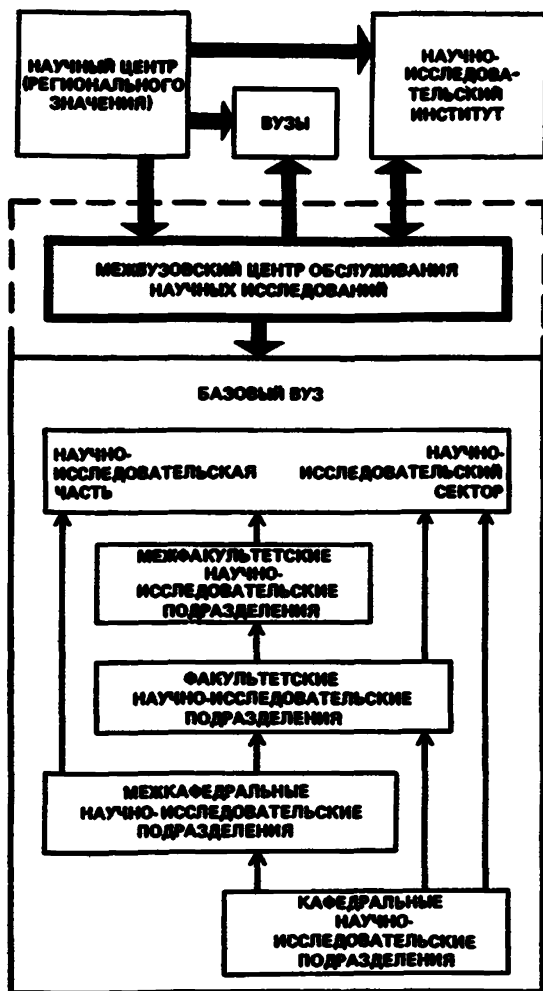 НАУЧНЫЙ ЦЕНТР
(РЕГИОНАЛЬНОГО
ЗНАЧЕНИЯ)
ВУЗЫ
НАУЧНО-
ИССЛЕДОВА-
ТЕЛЬСКИЙ
ИНСТИТУТ
МЕЖВУЗОВСКИЙ ЦЕНТР ОБСЛУЖИВАНИЯ
НАУЧНЫХ ИССЛЕДОВАНИЙ
БАЗОВЫЙ ВУЗ
НАУЧНО-
ИССЛЕДОВАТЕЛЬСКАЯ
ЧАСТЬ
НАУЧНО-
ИССЛЕДОВАТЕЛЬСКИЙ
СЕКТОР
МЕЖФАКУЛЬТЕТСКИЕ
НАУЧНО-
ИССЛЕДОВАТЕЛЬСКИЕ
ПОДРАЗДЕЛЕНИЯ
ФАКУЛЬТЕТСКИЕ
НАУЧНО-ИССЛЕДОВАТЕЛЬСКИЕ
ПОДРАЗДЕЛЕНИЯ
МЕЖКАФЕДРАЛЬНЫЕ
НАУЧНО-ИССЛЕДОВАТЕЛЬСКИЕ
ПОДРАЗДЕЛЕНИЯ
КАФЕДРАЛЬНЫЕ
НАУЧНО-
ИССЛЕДОВАТЕЛЬСКИЕ
ПОДРАЗДЕЛЕНИЯ